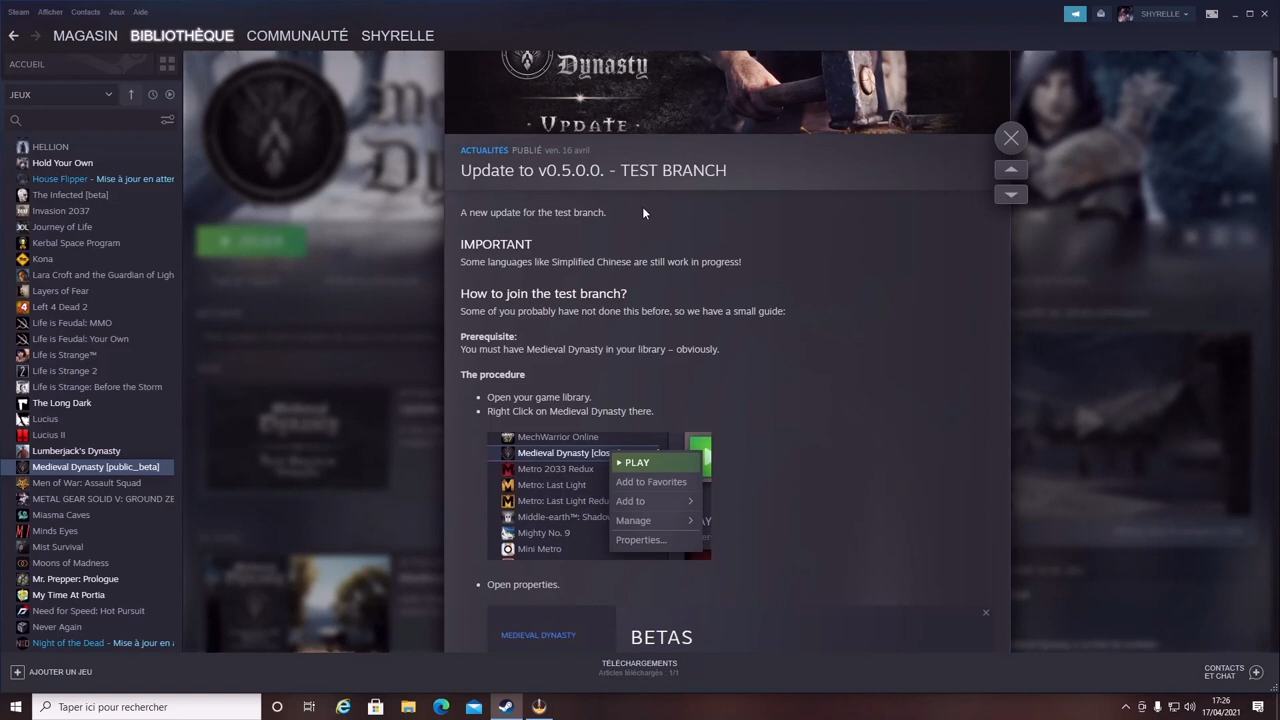 Steam Afficher Contacts Jeux Aide
SHYRELLE
MAGASIN BIBLIOTHÈQUE COMMUNAUTÉ SHYRELLE
ACCUEIL
JEUX
HELLION
Hold Your Own
House Flipper - Mise à jour en atter
The Infected [beta]
Invasion 2037
Journey of Life
Kerbal Space Program
Kona
Lara Croft and the Guardian of Ligh
Layers of Fear
Left 4 Dead 2
Life is Feudal: MMO
Life is Feudal: Your Own
Life is Strange™
Life is Strange 2
Life is Strange: Before the Storm
The Long Dark
Lucius
Lucius II
Lumberjack's Dynasty
Medieval Dynasty [public_beta]
Men of War: Assault Squad
METAL GEAR SOLID V: GROUND ZE
Miasma Caves
Minds Eyes
Mist Survival
Moons of Madness
Mr. Prepper: Prologue
My Time At Portia
Need for Speed: Hot Pursuit
Never Again
Night of the Dead - Mise à jour en a
AJOUTER UN JEU
Dynasty
UPDATE
ACTUALITÉS PUBLIÉ ven. 16 avril
Update to v0.5.0.0. - TEST BRANCH
A new update for the test branch.
IMPORTANT
Some languages like Simplified Chinese are still work in progress!
How to join the test branch?
Some of you probably have not done this before, so we have a small guide:
Prerequisite:
You must have Medieval Dynasty in your library – obviously.
The procedure
• Open your game library.
• Right Click on Medieval Dynasty there.
MechWarrior Online
Medieval Dynasty [clos
Metro 2033 Redux
Metro: Last Light
Metro: Last Light Redu
Middle-earth™: Shado
Mighty No. 9
Mini Metro
PLAY
Add to Favorites
Add to
Manage
Properties...
• Open properties.
MEDIEVAL DYNASTY
BETAS
TÉLÉCHARGEMENTS
Articles téléchargés : 1/1
CONTACTS
ET CHAT
Taper ici pour rechercher
17:26
17/04/2021